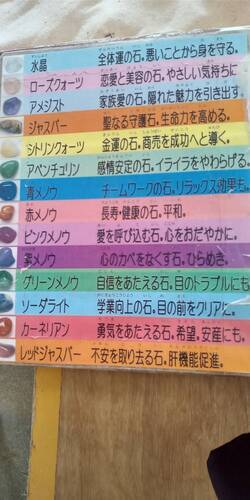 水晶 全体運の石。悪いことから身を守る。
ローズクォーツ 恋愛と美容の石。やさしい気持ちに
アメジスト 家族愛の石。隠れた魅力を引き出す。
ジャスパー 聖なる守護石。生命力を高める。
シトリンクォーツ 金運の石。商売を成功へと導く。
アベンチュリン 感情安定の石。イライラをやわらげる。
青メノウ チームワークの石。リラックス効果も。
赤メノウ 長寿・健康の石。平和。
ピンクメノウ 愛を呼び込む石。心をおだやかに。
紫メノウ 心のカベをなくす石。ひらめき。
グリーンメノウ 自信をあたえる石。目のトラブルにも
ソーダライト 学業向上の石。目の前をクリアに。
カーネリアン 勇気をあたえる石。希望。安産にも。
レッドジャスパー 不安を取り去る石。肝機能促進。